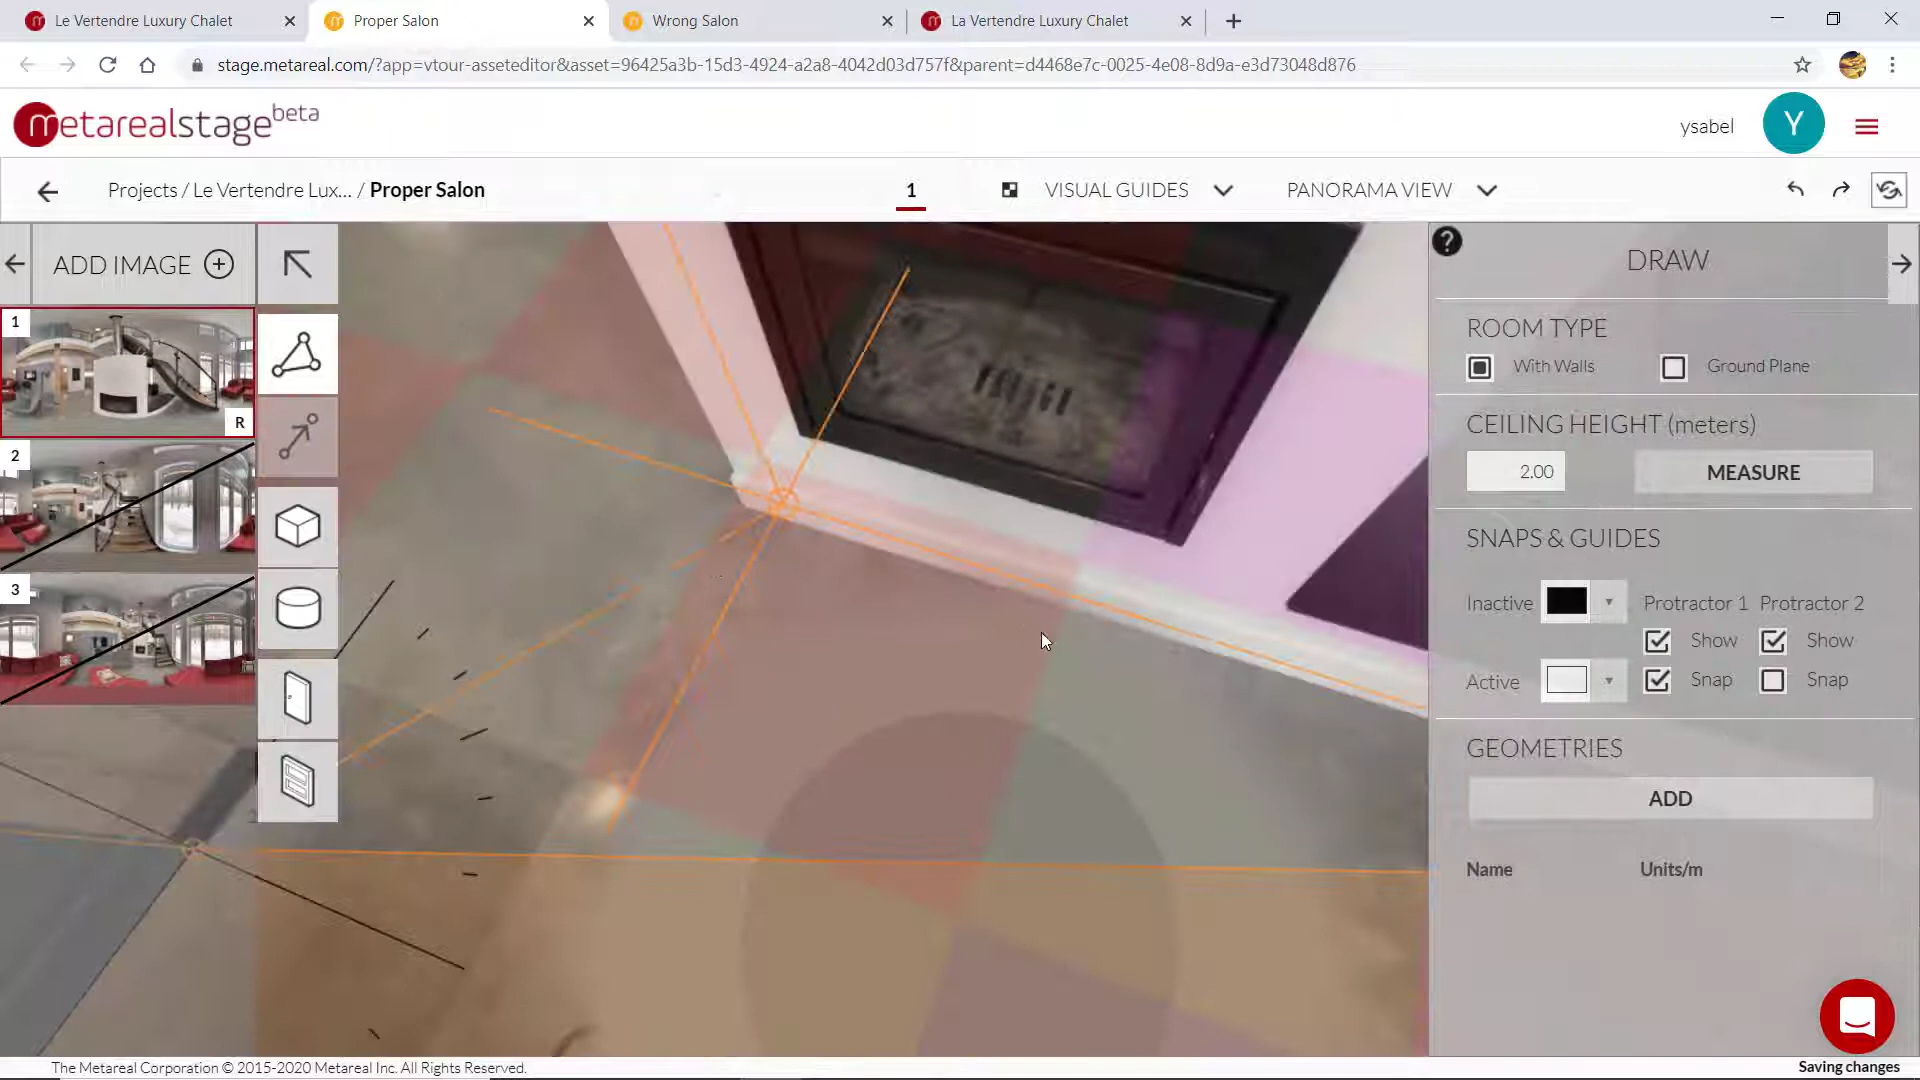 Le Vertendre Luxury Chalet
Proper Salon
Wrong Salon
La Vertendre Luxury Chalet
stage.metareal.com/?app=vtour-asseteditor&asset=96425a3b-15d3-4924-a2a8-4042d03d757f&parent=d4468e7c-0025-4e08-8d9a-e3d73048d876
metarealstage beta
ysabel
Y
Projects / Le Vertendre Lux... / Proper Salon
1
VISUAL GUIDES
PANORAMA VIEW
ADD IMAGE
1
R
2
3
?
DRAW
ROOM TYPE
With Walls
Ground Plane
CEILING HEIGHT (meters)
2.00
MEASURE
SNAPS & GUIDES
Inactive
Protractor 1
Protractor 2
Show
Show
Active
Snap
Snap
GEOMETRIES
ADD
Name
Units/m
The Metareal Corporation © 2015-2020 Metareal Inc. All Rights Reserved.
Saving changes